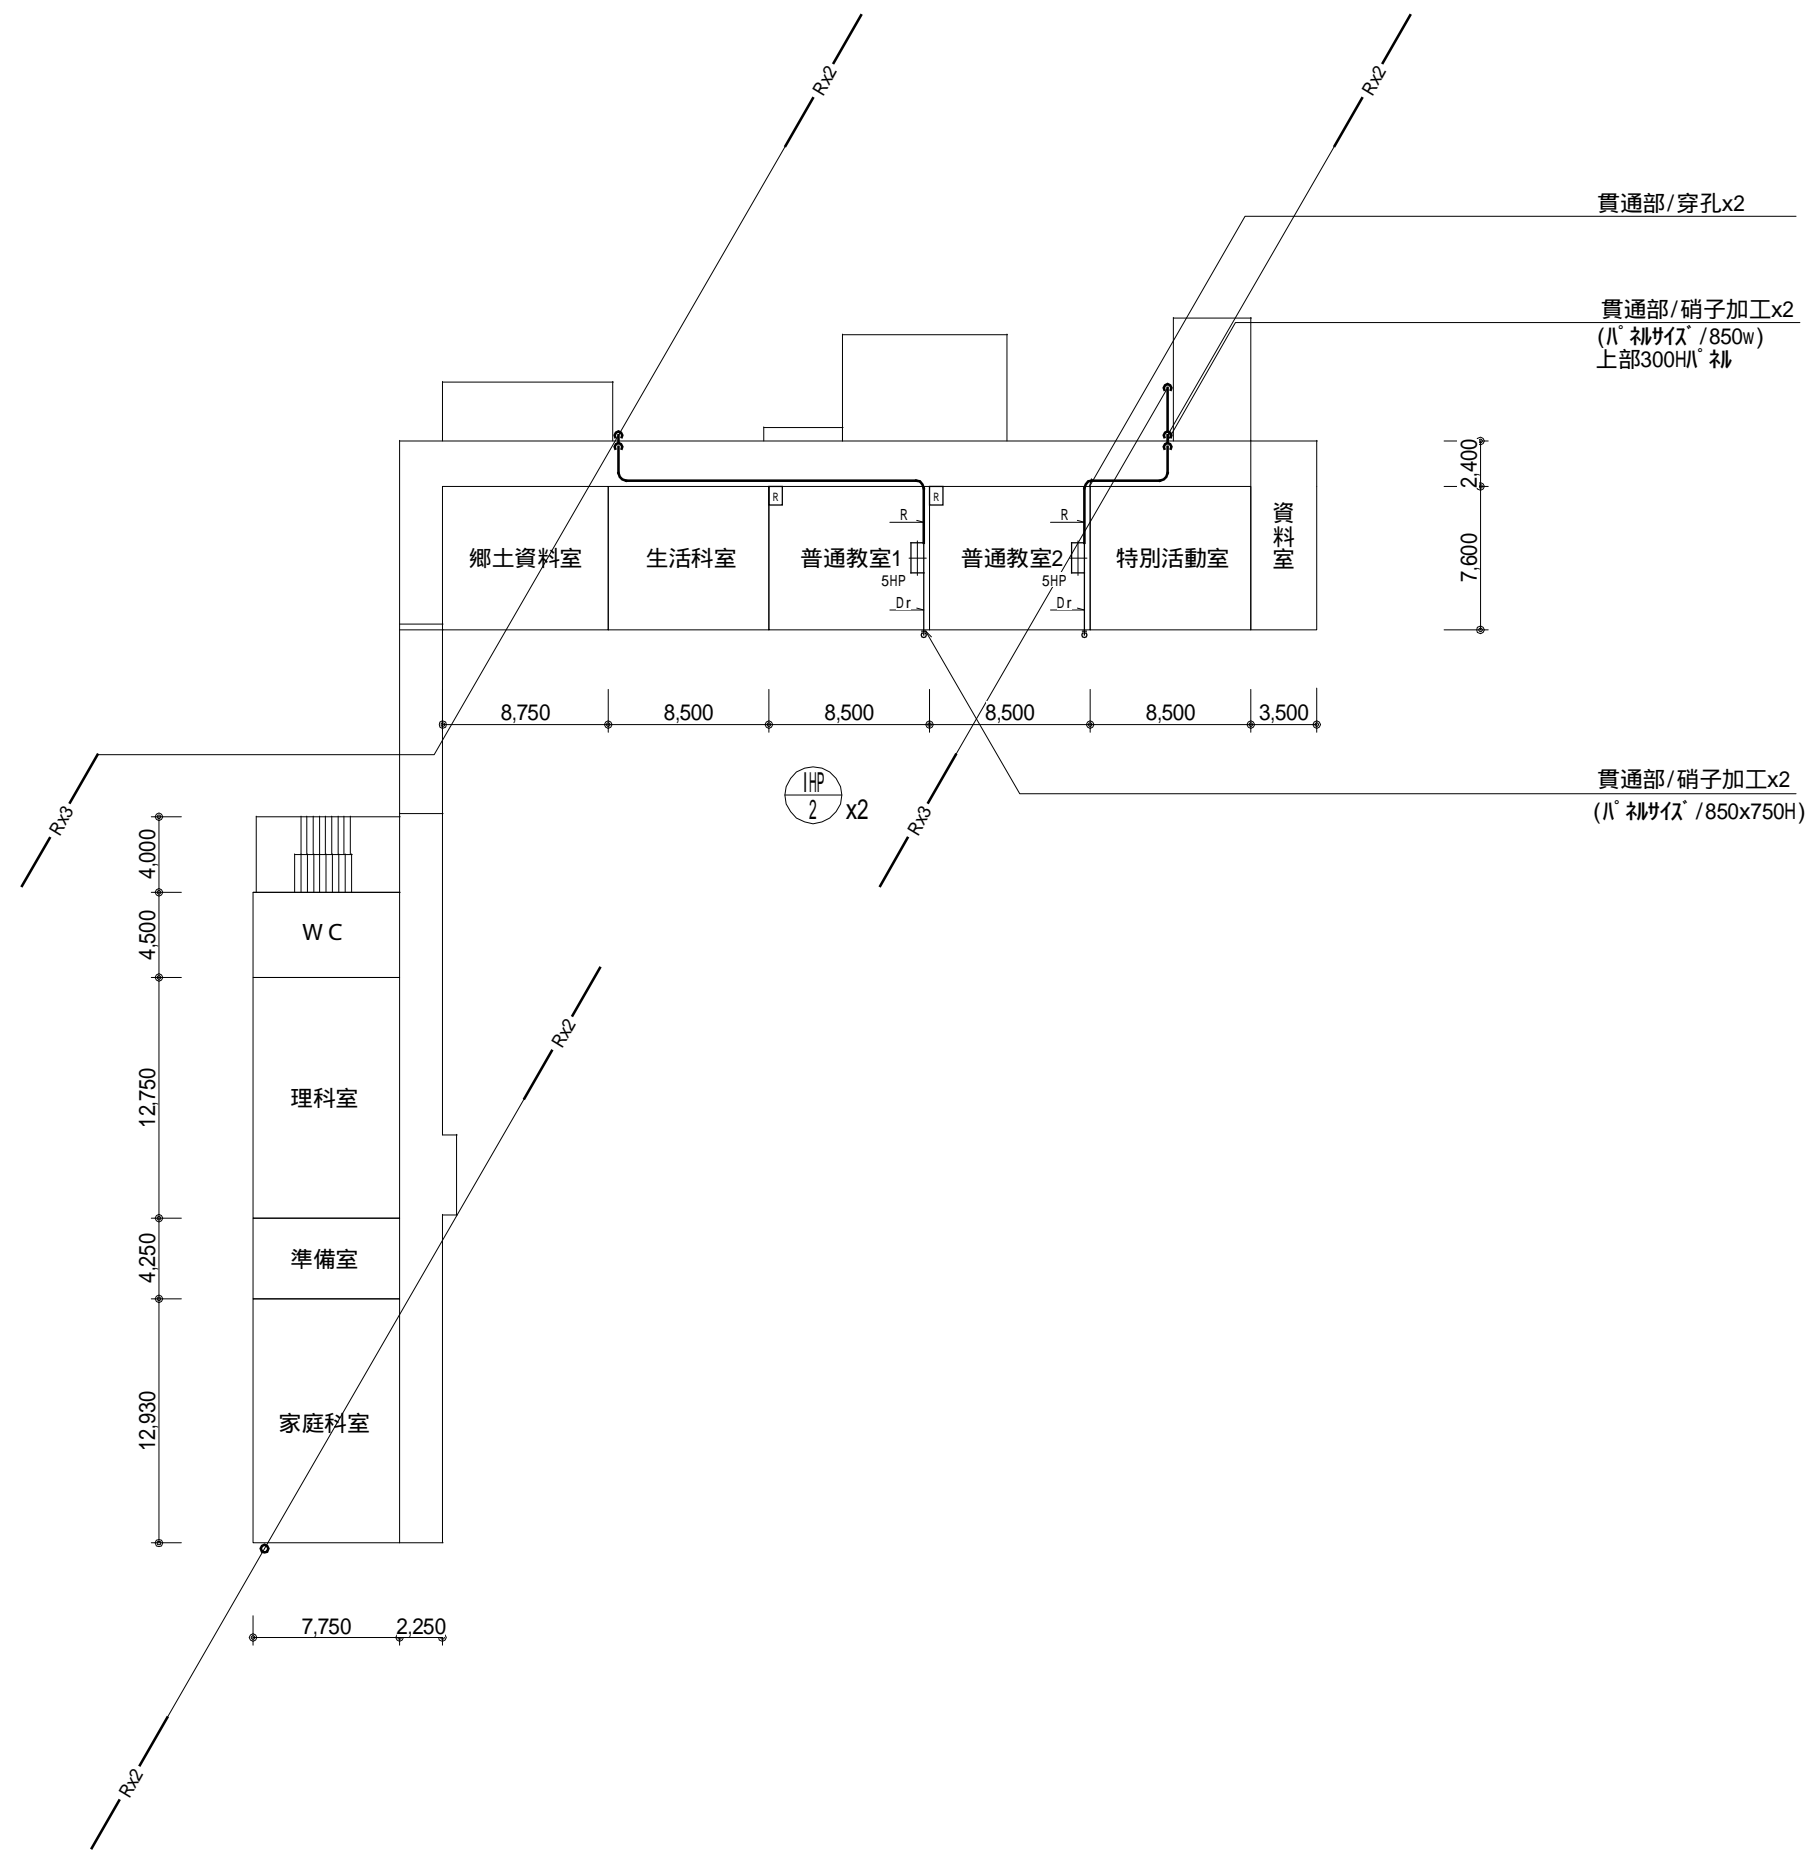 Rx2
Rx2
貫通部/穿孔x2
貫通部/硝子加工x2
(パネルサイズ/850w)
上部300Hパネル
2,400
7,600
R
R
R
R
郷土資料室
生活科室
普通教室1
普通教室2
特別活動室
資料室
5HP
5HP
Dr
Dr
8,750
8,500
8,500
8,500
8,500
3,500
IHP
2
x2
貫通部/硝子加工x2
(パネルサイズ/850x750H)
Rx3
Rx3
4,000
4,500
WC
12,750
理科室
Rx2
4,250
準備室
12,930
家庭科室
7,750
2,250
Rx2